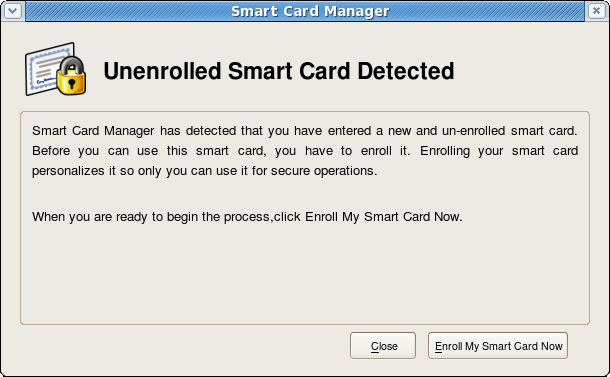 Smart Card Manager
Unenrolled Smart Card Detected
Smart Card Manager has detected that you have entered a new and un-enrolled smart card.
Before you can use this smart card, you have to enroll it. Enrolling your smart card
personalizes it so only you can use it for secure operations.
When you are ready to begin the process,click Enroll My Smart Card Now.
Close
Enroll My Smart Card Now